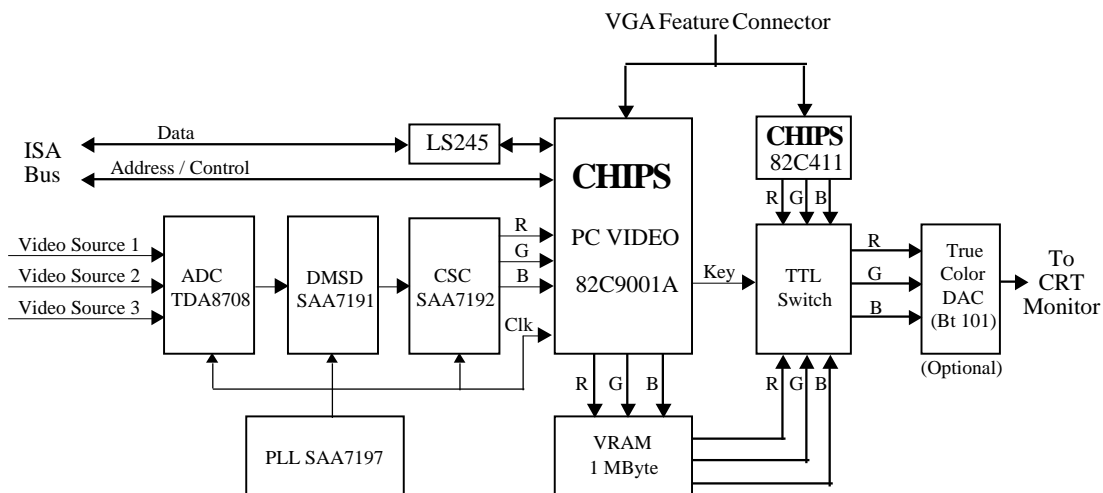 VGA Feature Connector
ISA
Bus
Data
Address / Control
LS245
CHIPS
PC VIDEO
82C9001A
CHIPS
82C411
R
G
B
Video Source 1
Video Source 2
Video Source 3
ADC
TDA8708
DMSD
SAA7191
CSC
SAA7192
R
G
B
Clk
Key
TTL
Switch
R
G
B
True
Color
DAC
(Bt 101)
(Optional)
To
CRT
Monitor
R
G
B
R
G
B
PLL SAA7197
VRAM
1 MByte